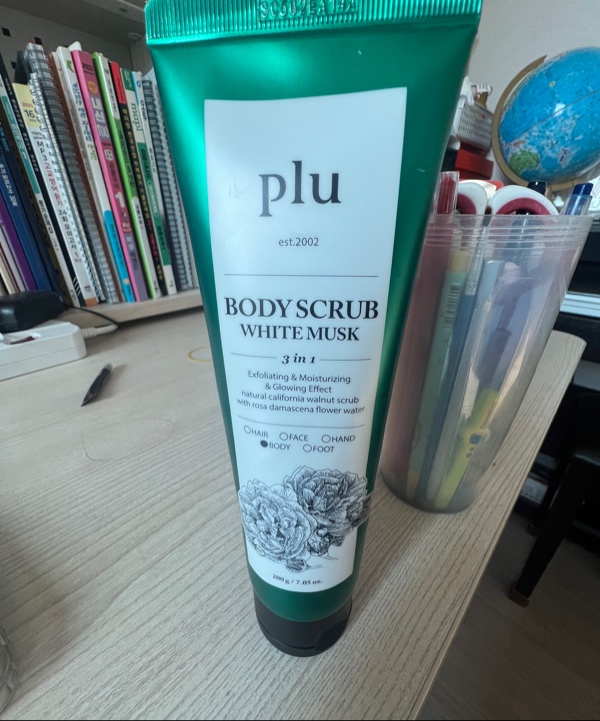 plu
est.2002
BODY SCRUB
WHITE MUSK
3 in 1
Exfoliating & Moisturizing
& Glowing Effect
natural california walnut scrub
with rosa damascena flower water
HAIR FACE HAND
BODY FOOT
200 g / 7.05 oz.